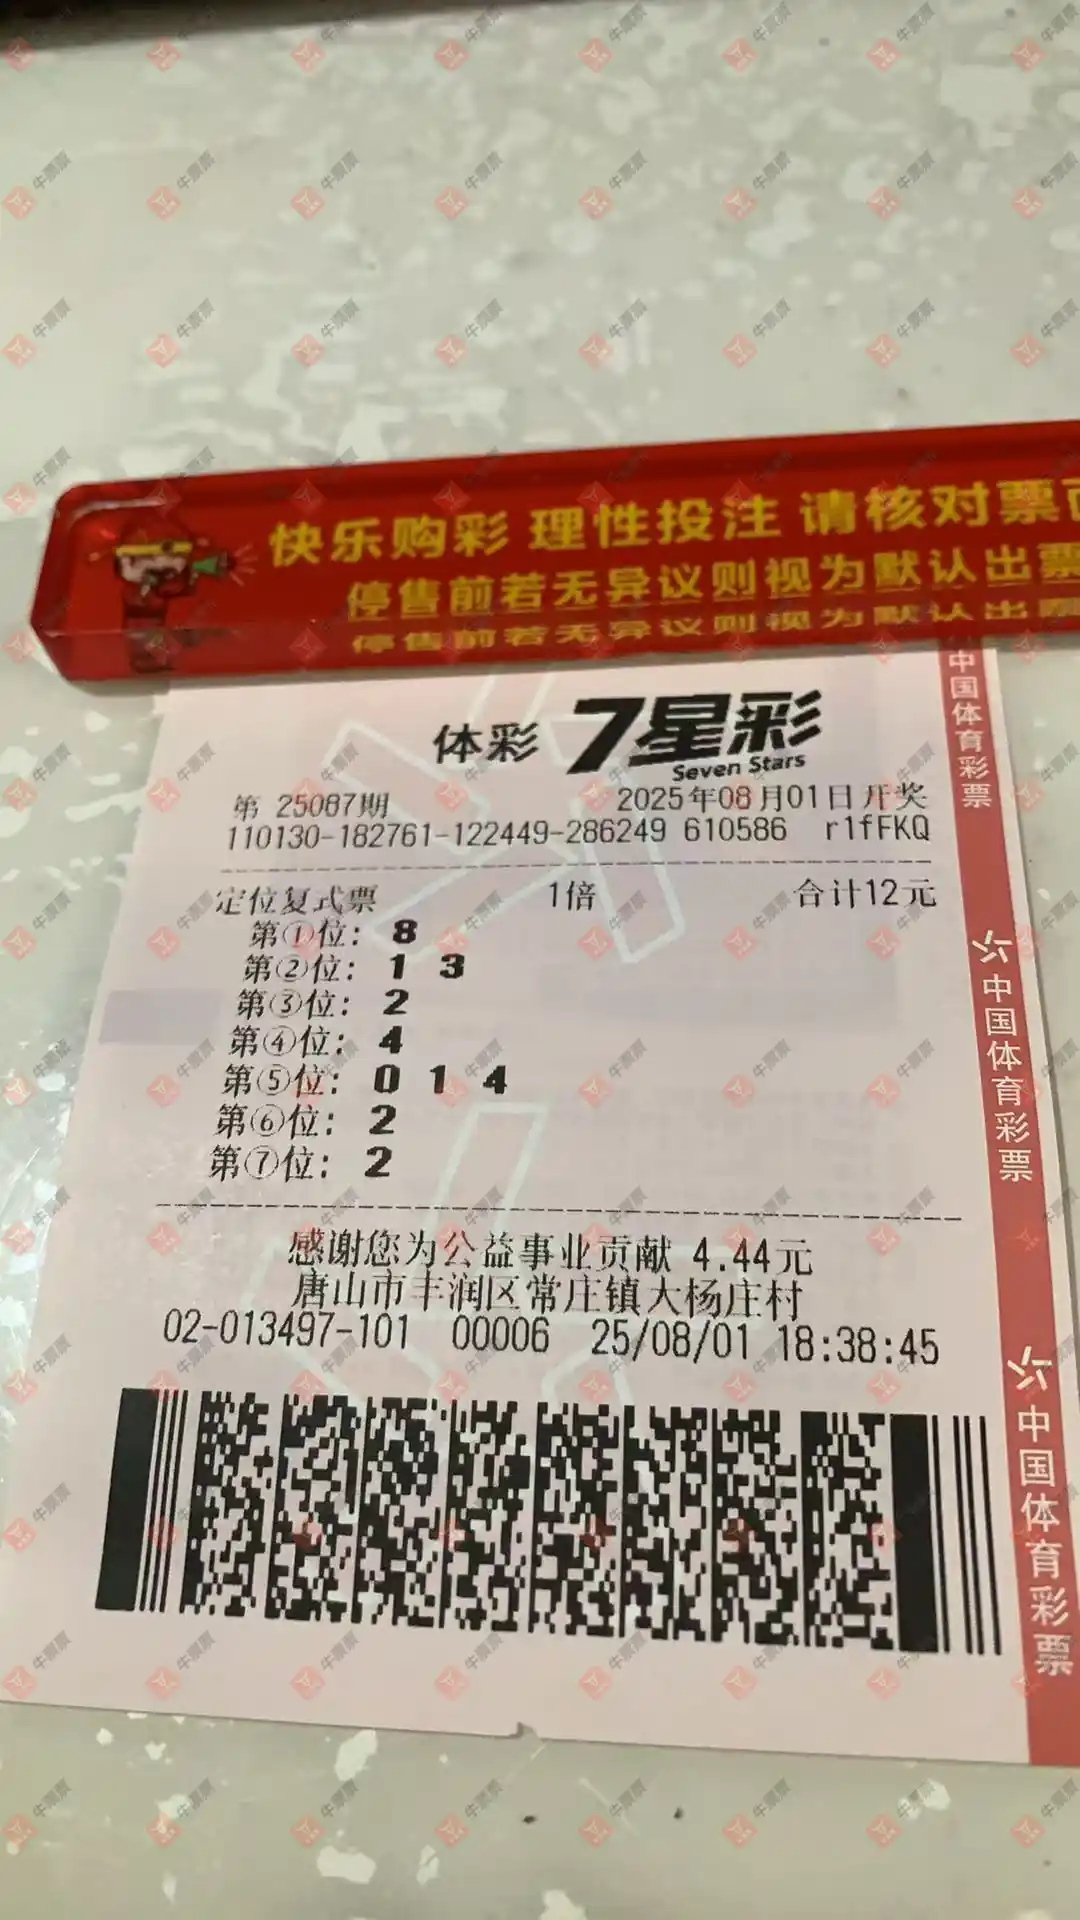 快乐购彩 理性投注 请核对票
停售前若无异议则视为默认出票
体彩 7星彩
Seven Stars
第 25087期 2025年08月01日开奖
110130-182761-122449-286249 610586 r1fFKQ
定位复式票 1倍 合计12元
第①位: 8
第②位: 1 3
第③位: 2
第④位: 4
第⑤位: 0 1 4
第⑥位: 2
第⑦位: 2
感谢您为公益事业贡献 4.44元
唐山市丰润区常庄镇大杨庄村
02-013497-101 00006 25/08/01 18:38:45
中国体育彩票
中国体育彩票
中国体育彩票
牛票票